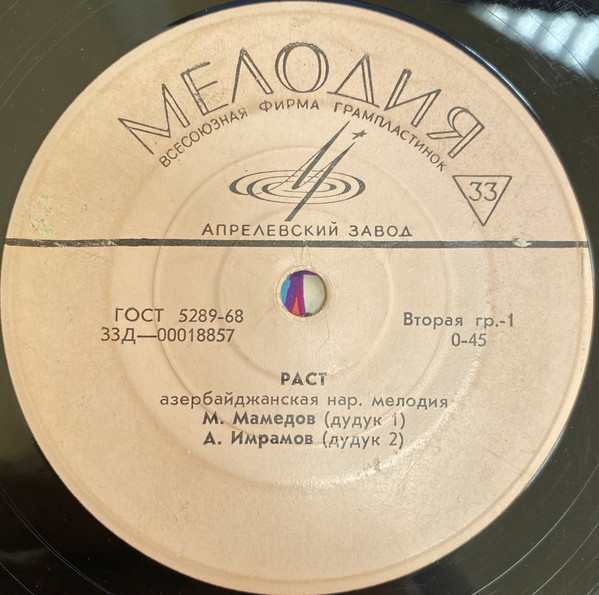 МЕЛОДИЯ
ВСЕСОЮЗНАЯ ФИРМА ГРАМПЛАСТИНОК
33
АПРЕЛЕВСКИЙ ЗАВОД
ГОСТ 5289-68
33Д—00018857
Вторая гр.-1
0-45
РАСТ
азербайджанская нар. мелодия
М. Мамедов (дудук 1)
А. Имрамов (дудук 2)